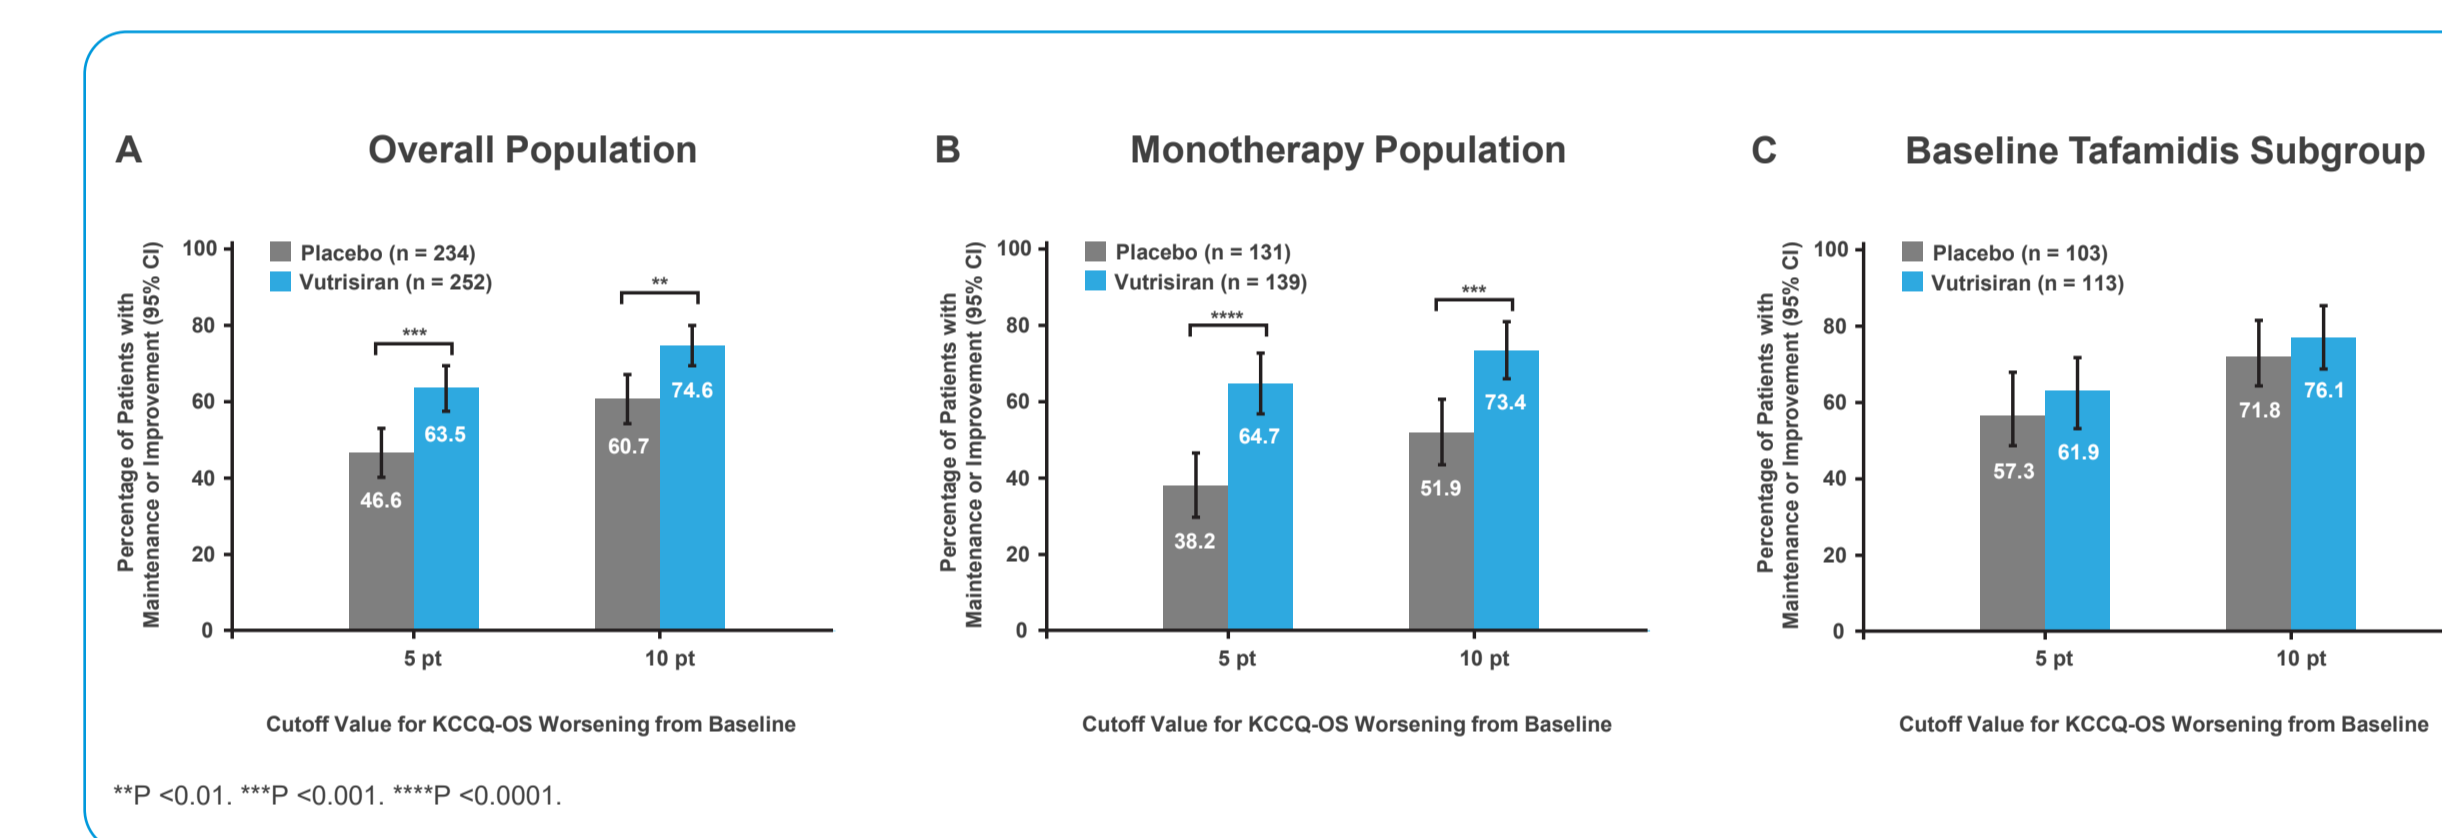 A
Overall Population
Percentage of Patients with
Maintenance or Improvement (95% CI)
100
80
60
40
20
0
Placebo (n = 234)
Vutrisiran (n = 252)
***
**
46.6
63.5
60.7
74.6
5 pt
10 pt
Cutoff Value for KCCQ-OS Worsening from Baseline
B
Monotherapy Population
Percentage of Patients with
Maintenance or Improvement (95% CI)
100
80
60
40
20
0
Placebo (n = 131)
Vutrisiran (n = 139)
****
***
38.2
64.7
51.9
73.4
5 pt
10 pt
Cutoff Value for KCCQ-OS Worsening from Baseline
C
Baseline Tafamidis Subgroup
Percentage of Patients with
Maintenance or Improvement (95% CI)
100
80
60
40
20
0
Placebo (n = 103)
Vutrisiran (n = 113)
57.3
61.9
71.8
76.1
5 pt
10 pt
Cutoff Value for KCCQ-OS Worsening from Baseline
**P <0.01. ***P <0.001. ****P <0.0001.